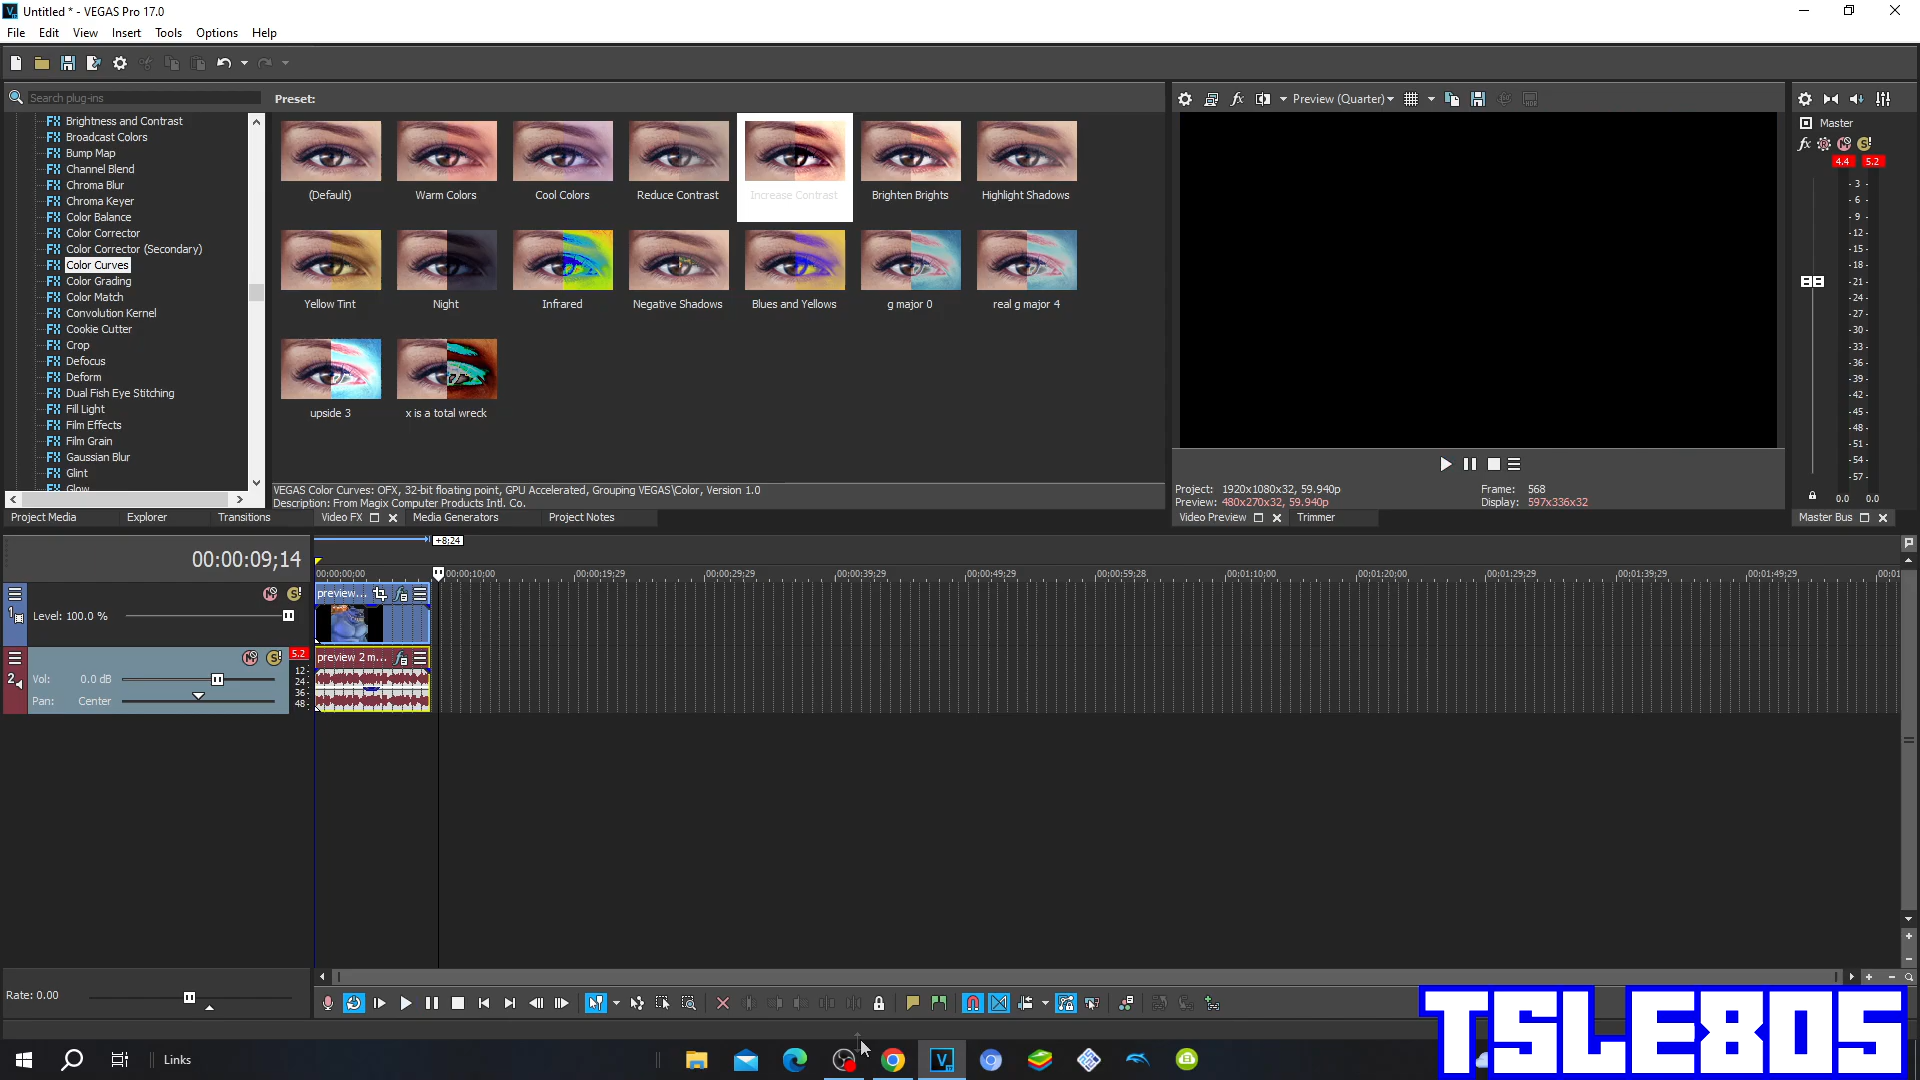 Untitled * - VEGAS Pro 17.0
File Edit View Insert Tools Options Help
Search plug-ins
Preset:
Preview (Quarter)
Brightness and Contrast
Broadcast Colors
Bump Map
Channel Blend
Chroma Blur
Chroma Keyer
Color Balance
Color Corrector
Color Corrector (Secondary)
Color Curves
Color Grading
Color Match
Convolution Kernel
Cookie Cutter
Crop
Defocus
Deform
Dual Fish Eye Stitching
Fill Light
Film Effects
Film Grain
Gaussian Blur
Glint
Glow
(Default) Warm Colors Cool Colors Reduce Contrast Increase Contrast Brighten Brights Highlight Shadows
Yellow Tint Night Infrared Negative Shadows Blues and Yellows g major 0 real g major 4
upside 3 x is a total wreck
VEGAS Color Curves: OFX, 32-bit floating point, GPU Accelerated, Grouping VEGAS\Color, Version 1.0
Description: From Magix Computer Products Intl. Co.
Project Media Explorer Transitions Video FX Media Generators Project Notes
Project: 1920x1080x32, 59.940p Frame: 568
Preview: 480x270x32, 59.940p Display: 597x336x32
Video Preview Trimmer
Master
fx
4.4 5.2
- 3 -
- 6 -
- 9 -
- 12 -
- 15 -
- 18 -
- 21 -
- 24 -
- 27 -
- 30 -
- 33 -
- 36 -
- 39 -
- 42 -
- 45 -
- 48 -
- 51 -
- 54 -
- 57 -
0.0 0.0
Master Bus
00:00:09;14
+8;24
00:00:00;00 00:00:10;00 00:00:19;29 00:00:29;29 00:00:39;29 00:00:49;29 00:00:59;28 00:01:10;00 00:01:20;00 00:01:29;29 00:01:39;29 00:01:49;29 00:01
1
Level: 100.0 %
preview...
2
Vol: 0.0 dB
Pan: Center
5.2
12-
24-
36-
48-
preview 2 m...
Rate: 0.00
TSLE805
Links